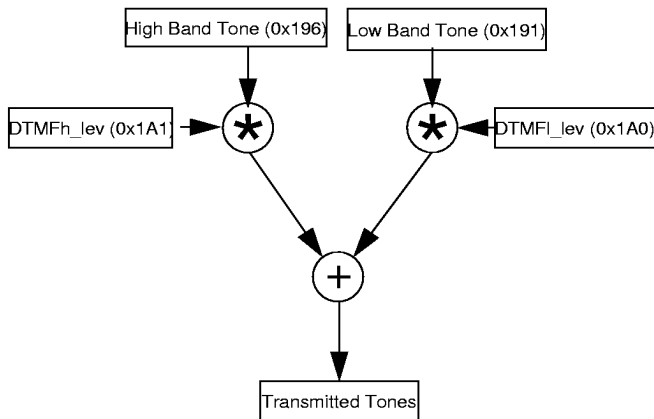 High Band Tone (0x196)
Low Band Tone (0x191)
DTMFh_lev (0x1A1)
*
*
DTMFl_lev (0x1A0)
+
Transmitted Tones